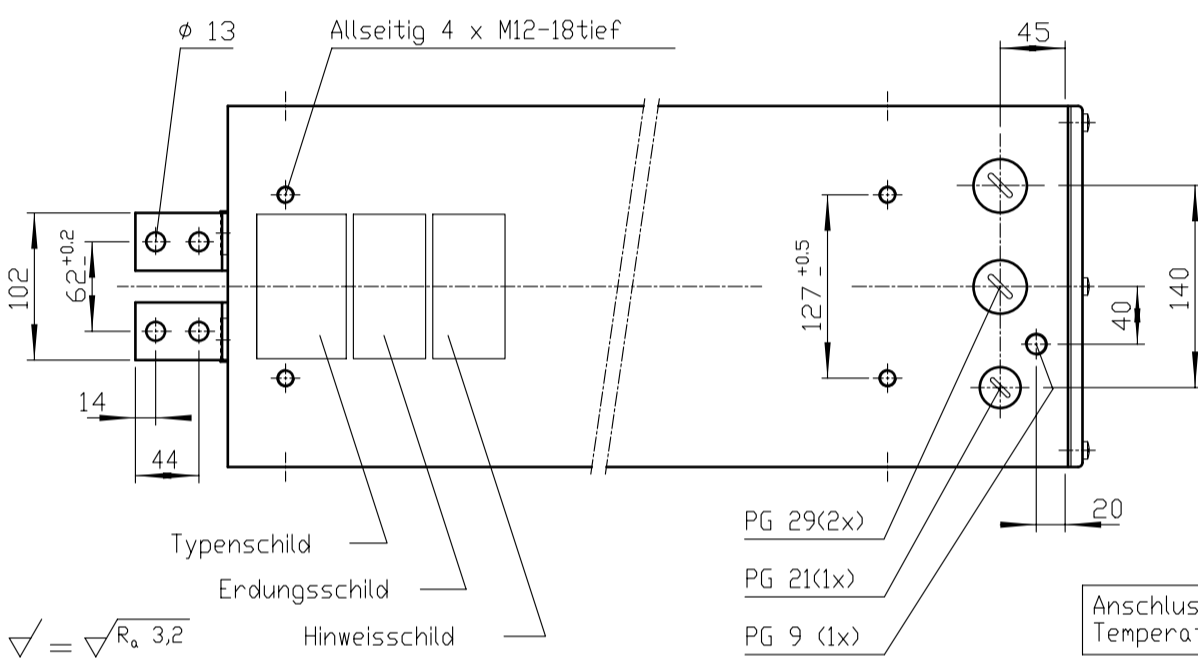 ø 13
Allseitig 4 x M12-18tief
45
102
62 +0.2 -
127 +0.5 -
40
140
14
44
20
Typenschild
Erdungsschild
Hinweisschild
PG 29(2x)
PG 21(1x)
PG 9 (1x)
= Ra 3,2